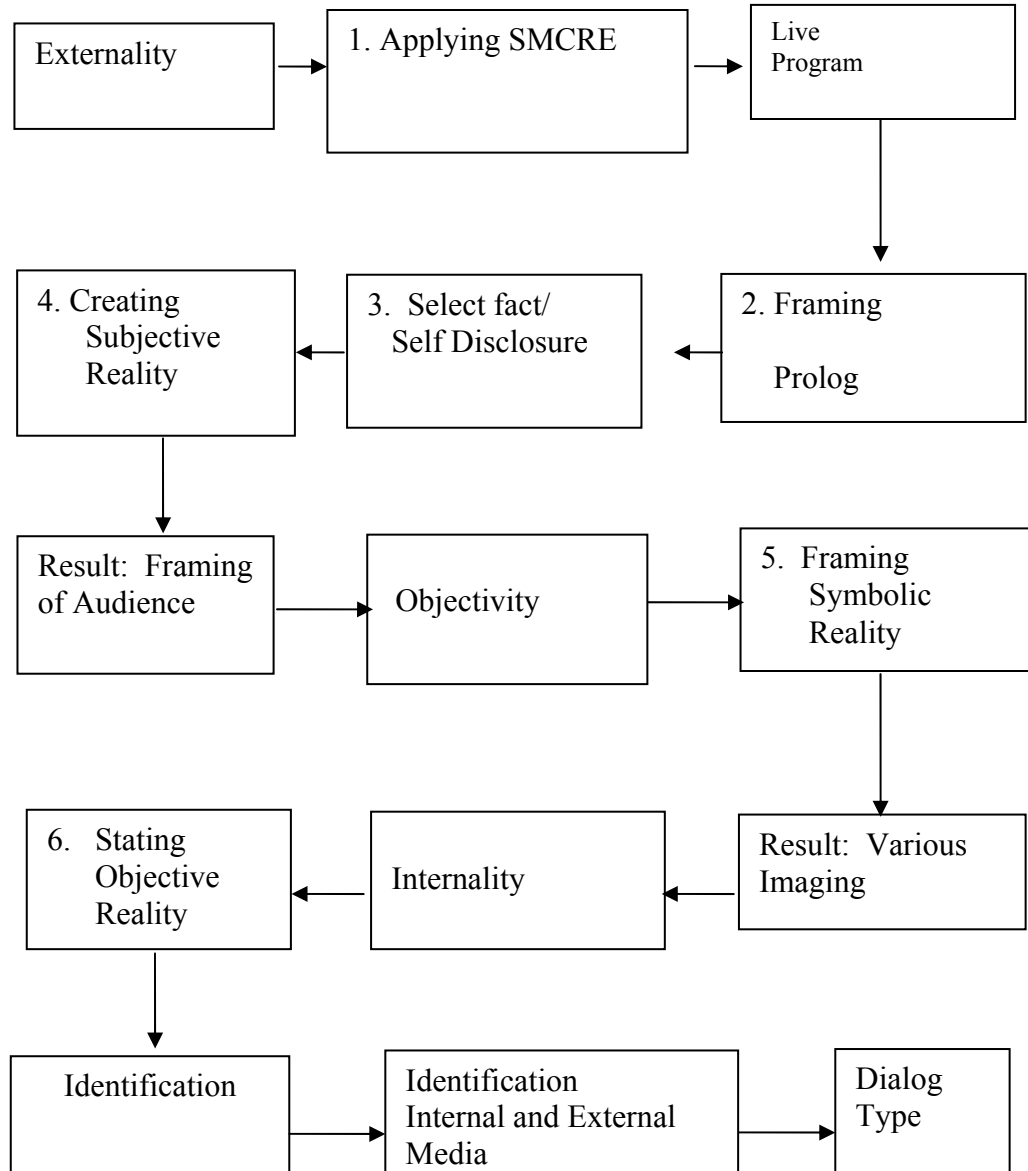 Externality
1. Applying SMCRE
Live
Program
4. Creating
Subjective
Reality
3. Select fact/
Self Disclosure
2. Framing
Prolog
Result: Framing
of Audience
Objectivity
5. Framing
Symbolic
Reality
6. Stating
Objective
Reality
Internality
Result: Various
Imaging
Identification
Identification
Internal and External
Media
Dialog
Type